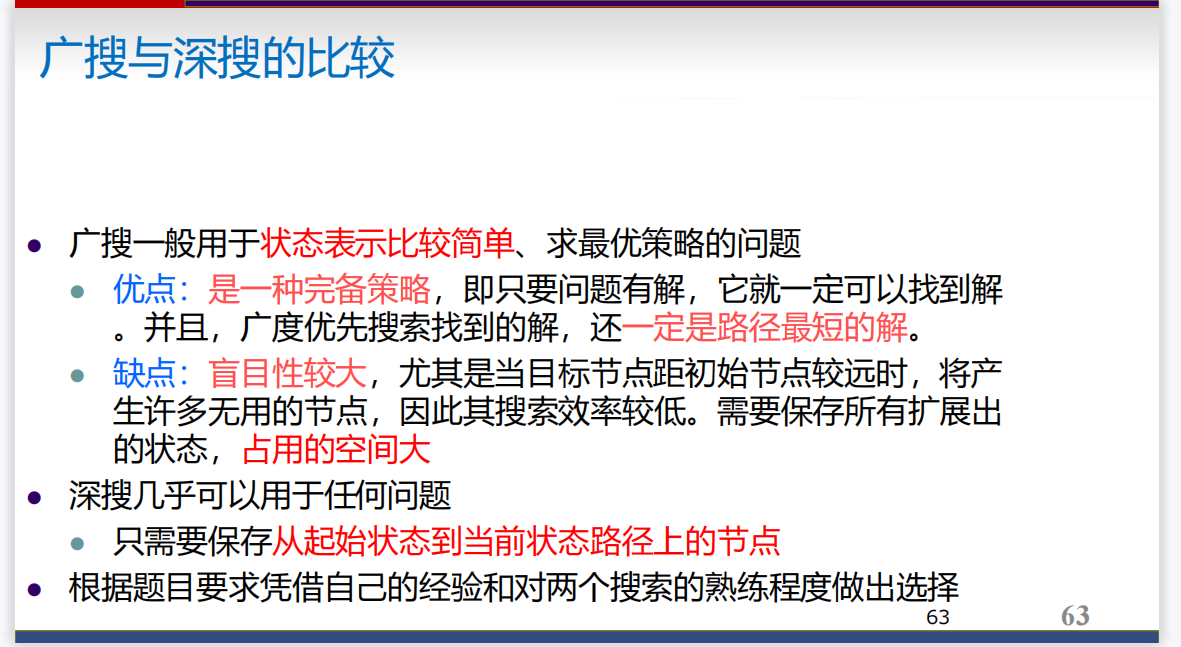 广搜与深搜的比较
广搜一般用于状态表示比较简单、求最优策略的问题
优点：是一种完备策略，即只要问题有解，它就一定可以找到解
。并且，广度优先搜索找到的解，还一定是路径最短的解。
缺点：盲目性较大，尤其是当目标节点距初始节点较远时，将产
生许多无用的节点，因此其搜索效率较低。需要保存所有扩展出
的状态，占用的空间大
深搜几乎可以用于任何问题
只需要保存从起始状态到当前状态路径上的节点
根据题目要求凭借自己的经验和对两个搜索的熟练程度做出选择
63
63